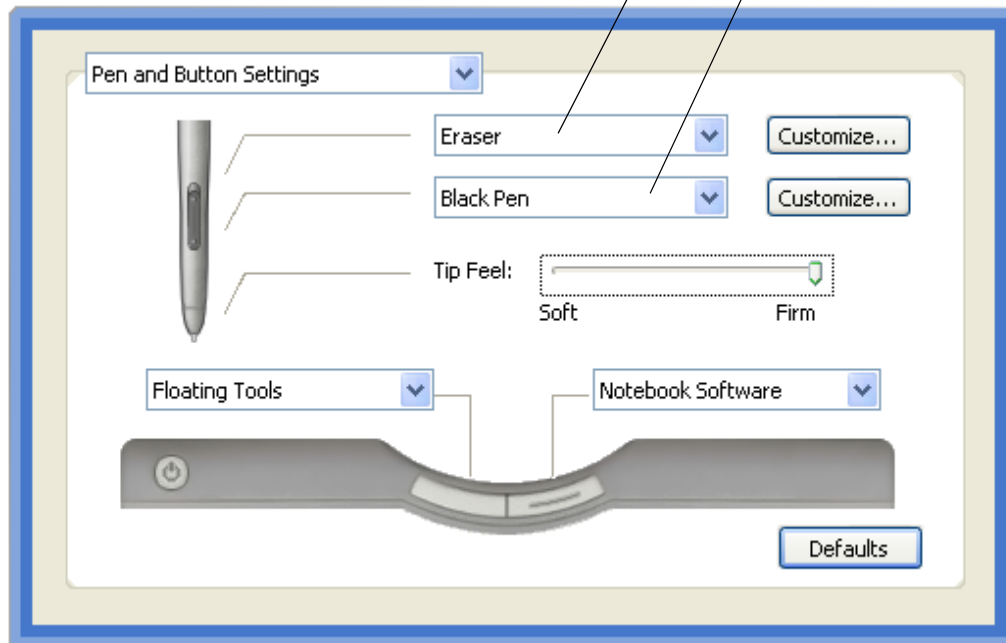 Pen and Button Settings
Eraser
Customize...
Black Pen
Customize...
Tip Feel:
Soft
Firm
Floating Tools
Notebook Software
Defaults